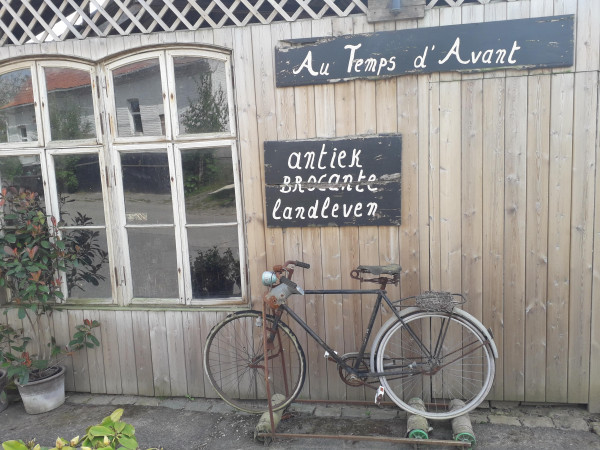 Au Temps d'Avant
antiek
BROCANTE
landleven